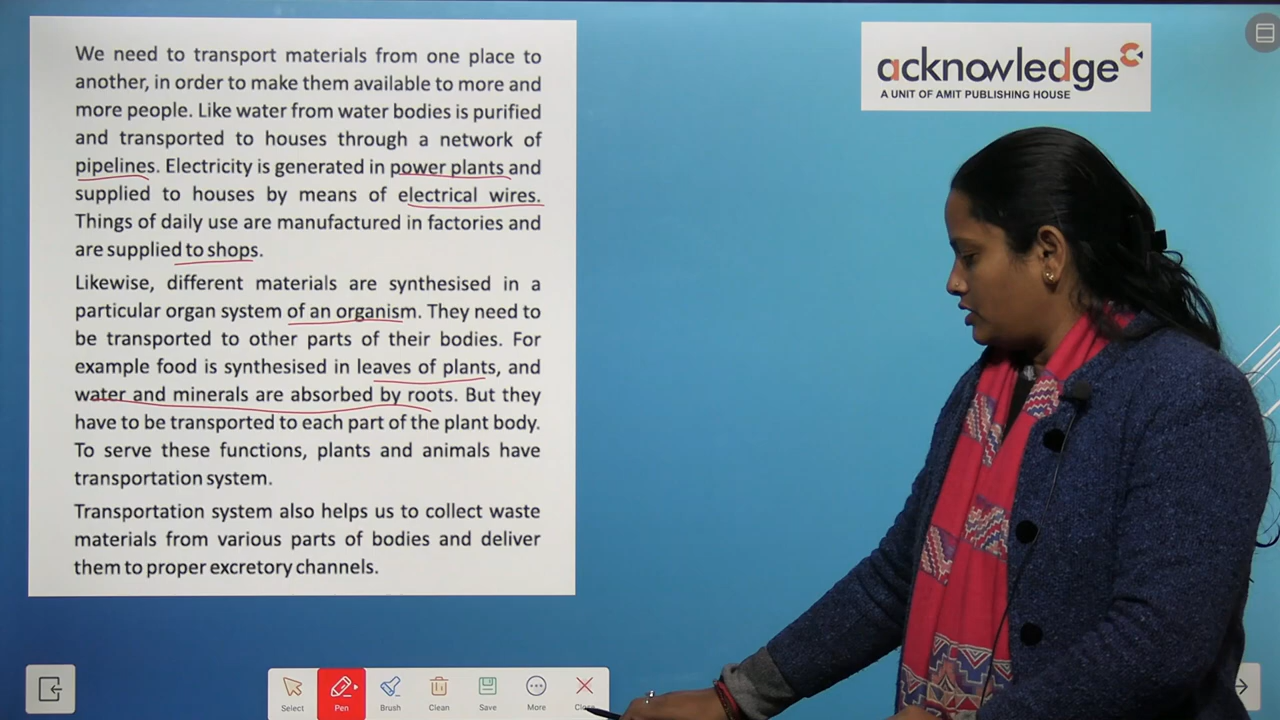 We need to transport materials from one place to
another, in order to make them available to more and
more people. Like water from water bodies is purified
and transported to houses through a network of
pipelines. Electricity is generated in power plants and
supplied to houses by means of electrical wires.
Things of daily use are manufactured in factories and
are supplied to shops.
Likewise, different materials are synthesised in a
particular organ system of an organism. They need to
be transported to other parts of their bodies. For
example food is synthesised in leaves of plants, and
water and minerals are absorbed by roots. But they
have to be transported to each part of the plant body.
To serve these functions, plants and animals have
transportation system.
Transportation system also helps us to collect waste
materials from various parts of bodies and deliver
them to proper excretory channels.
acknowledge
A UNIT OF AMIT PUBLISHING HOUSE
Select Pen Brush Clean Save More Close